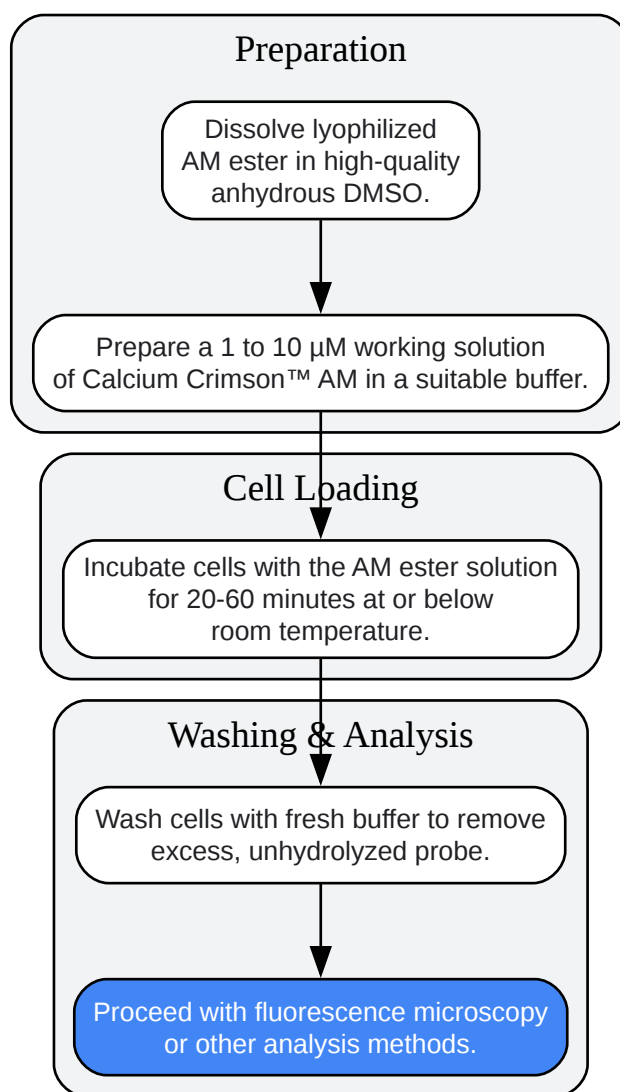 Preparation
Dissolve lyophilized
AM ester in high-quality
anhydrous DMSO.
Prepare a 1 to 10 µM working solution
of Calcium Crimson™ AM in a suitable buffer.
Cell Loading
Incubate cells with the AM ester solution
for 20-60 minutes at or below
room temperature.
Washing & Analysis
Wash cells with fresh buffer to remove
excess, unhydrolyzed probe.
Proceed with fluorescence microscopy
or other analysis methods.